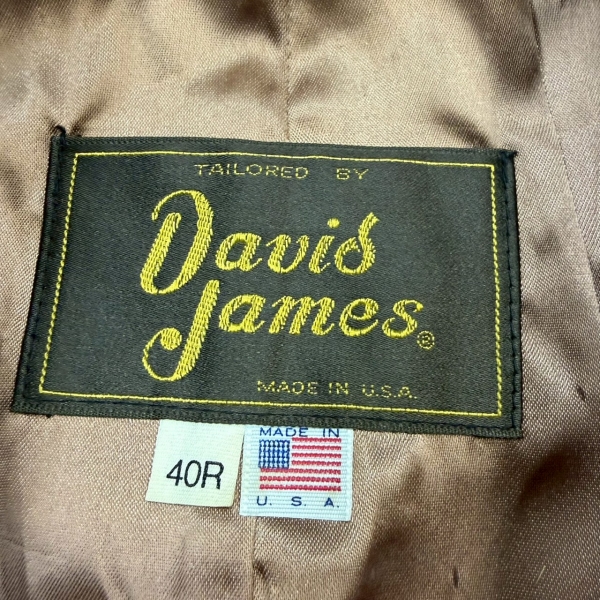 TAILORED BY
David
James®
MADE IN U.S.A.
40R
MADE IN
U. S. A.